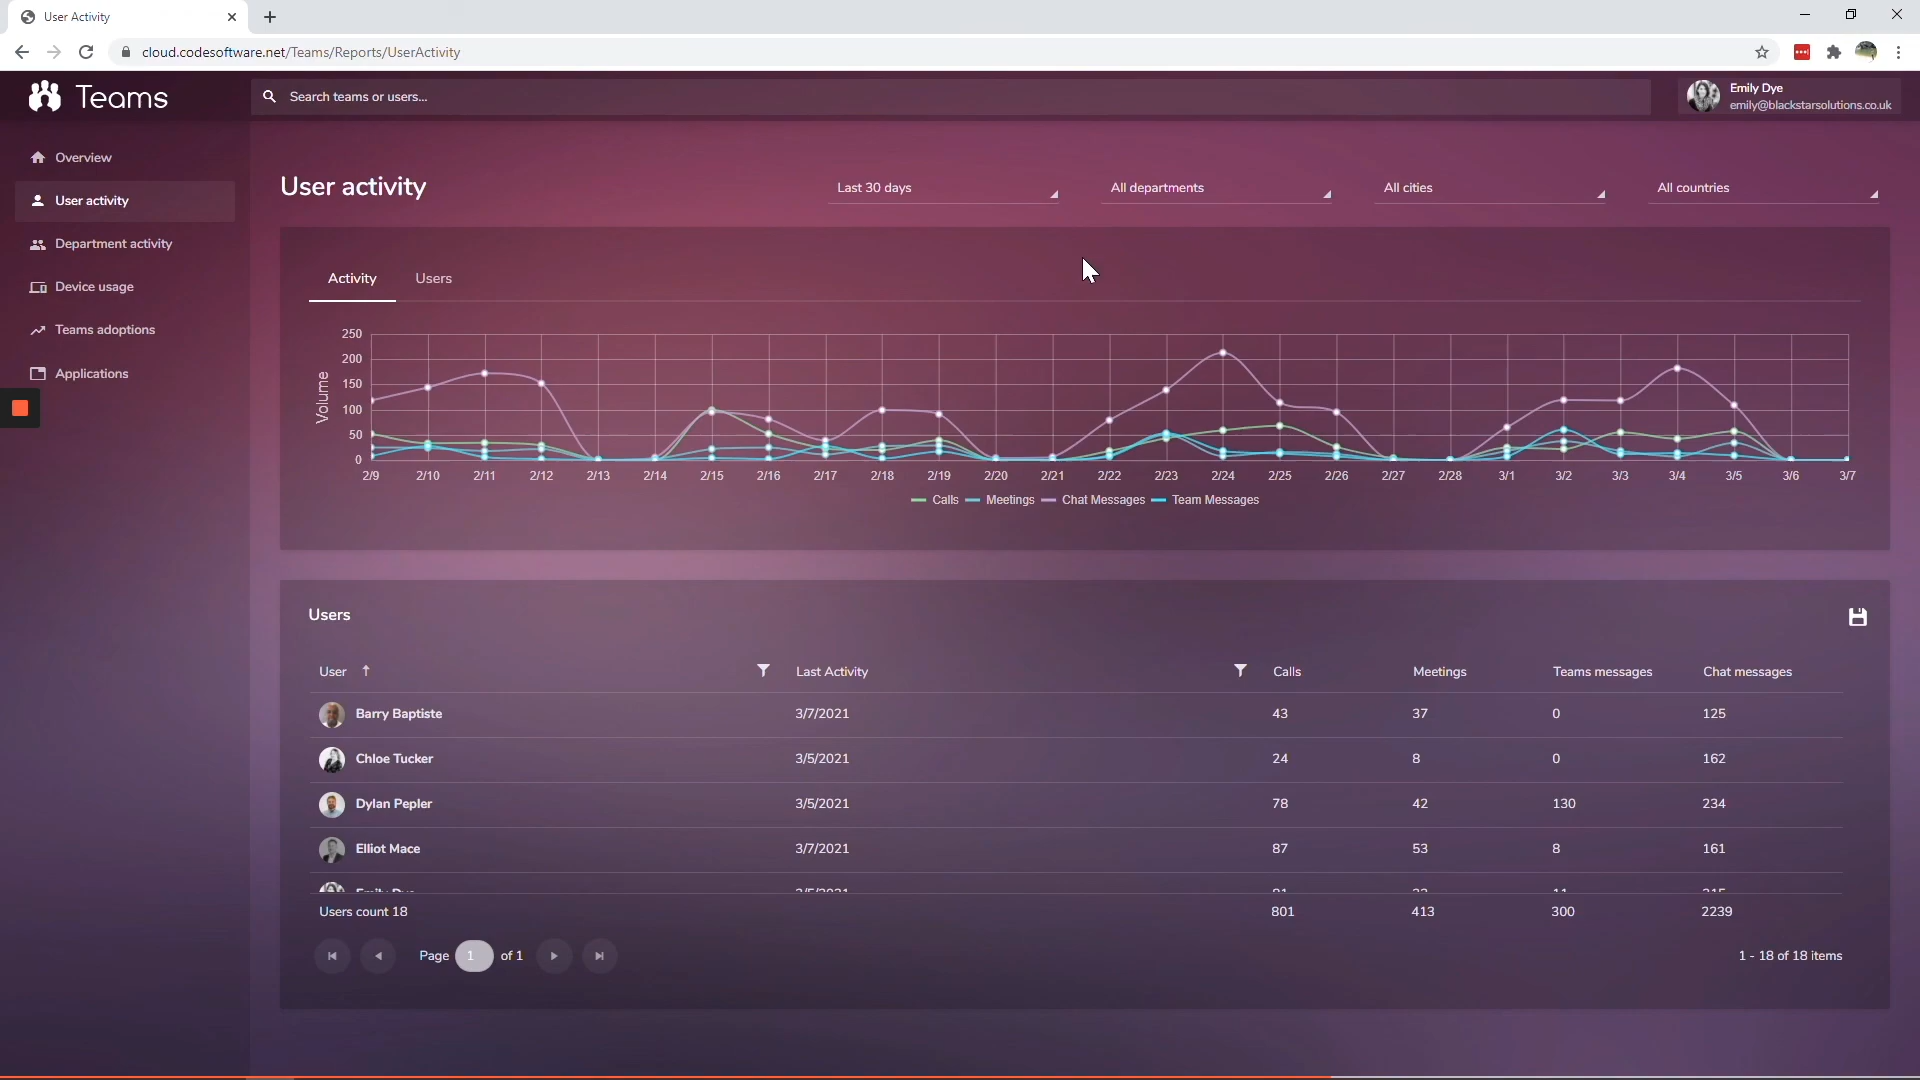 User Activity
cloud.codesoftware.net/Teams/Reports/UserActivity
Teams
Search teams or users...
Emily Dye
emily@blackstarsolutions.co.uk
Overview
User activity
Department activity
Device usage
Teams adoptions
Applications
User activity
Last 30 days
All departments
All cities
All countries
Activity Users
Volume
250
200
150
100
50
0
2/9 2/10 2/11 2/12 2/13 2/14 2/15 2/16 2/17 2/18 2/19 2/20 2/21 2/22 2/23 2/24 2/25 2/26 2/27 2/28 3/1 3/2 3/3 3/4 3/5 3/6 3/7
Calls Meetings Chat Messages Team Messages
Users
User Last Activity Calls Meetings Teams messages Chat messages
Barry Baptiste 3/7/2021 43 37 0 125
Chloe Tucker 3/5/2021 24 8 0 162
Dylan Pepler 3/5/2021 78 42 130 234
Elliot Mace 3/7/2021 87 53 8 161
Users count 18 801 413 300 2239
Page 1 of 1
1 - 18 of 18 items